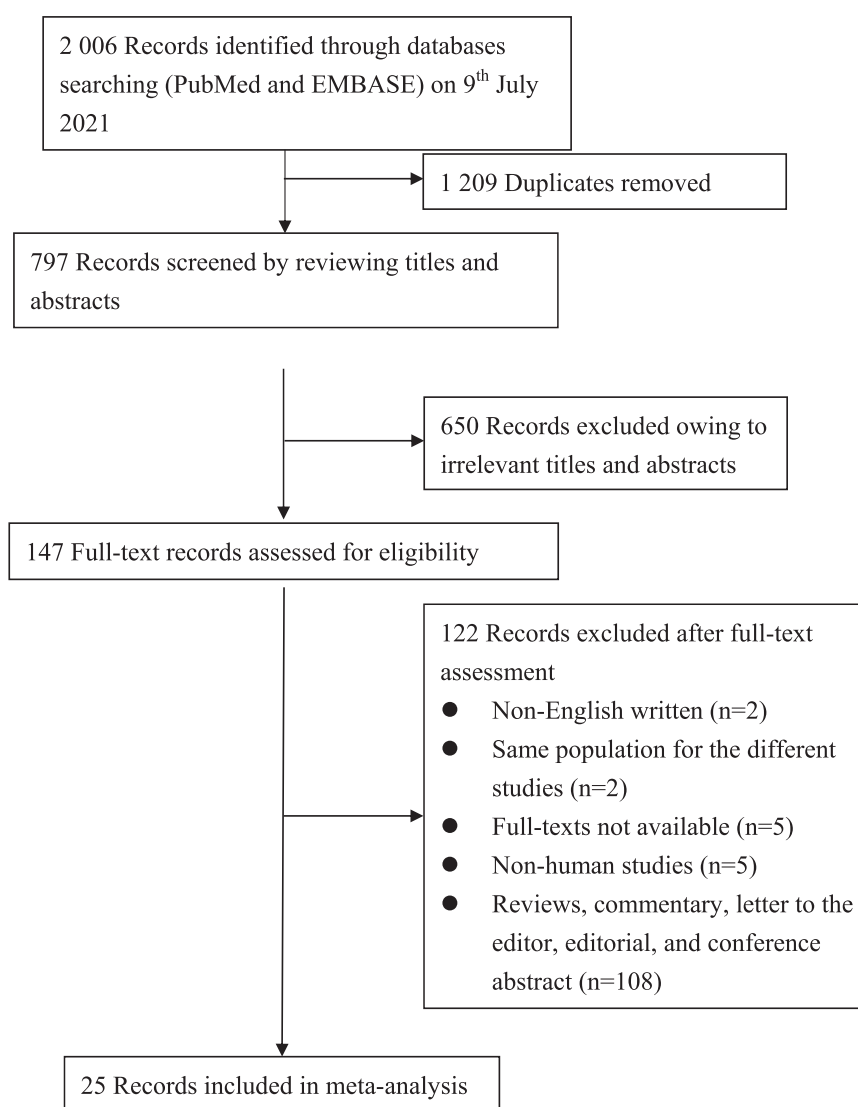 2 006 Records identified through databases
searching (PubMed and EMBASE) on 9th July
2021
1 209 Duplicates removed
797 Records screened by reviewing titles and
abstracts
650 Records excluded owing to
irrelevant titles and abstracts
147 Full-text records assessed for eligibility
122 Records excluded after full-text
assessment
● Non-English written (n=2)
● Same population for the different
studies (n=2)
● Full-texts not available (n=5)
● Non-human studies (n=5)
● Reviews, commentary, letter to the
editor, editorial, and conference
abstract (n=108)
25 Records included in meta-analysis